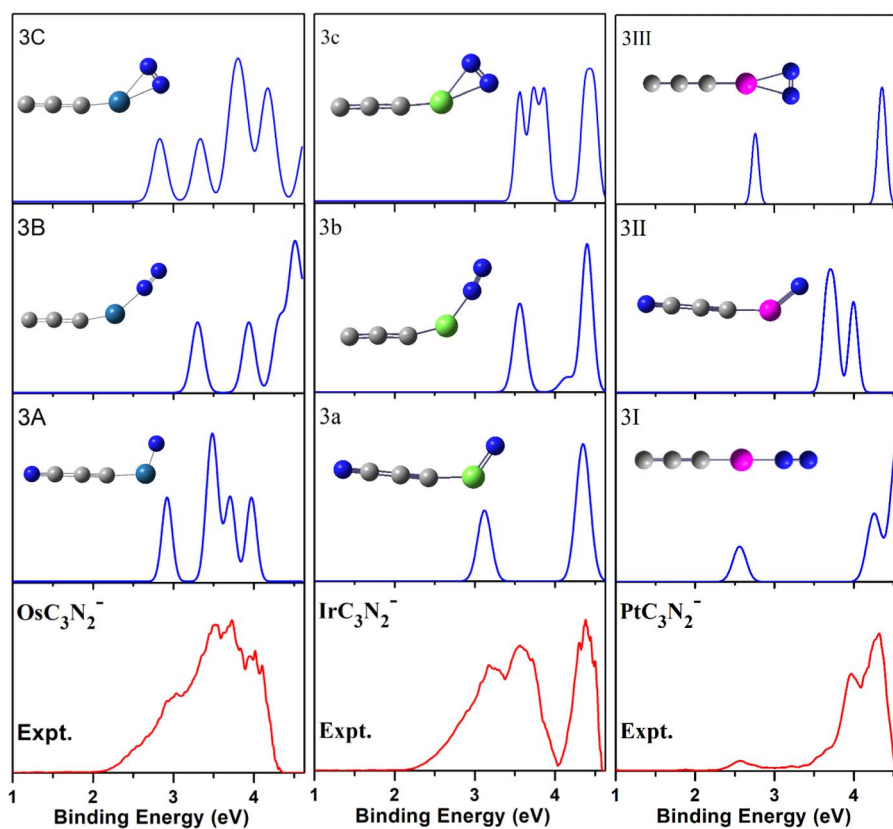 3C
3c
3III
3B
3b
3II
3A
3a
3I
OsC₃N₂⁻
IrC₃N₂⁻
PtC₃N₂⁻
Expt.
Expt.
Expt.
1 2 3 4
1 2 3 4
1 2 3 4
Binding Energy (eV)
Binding Energy (eV)
Binding Energy (eV)